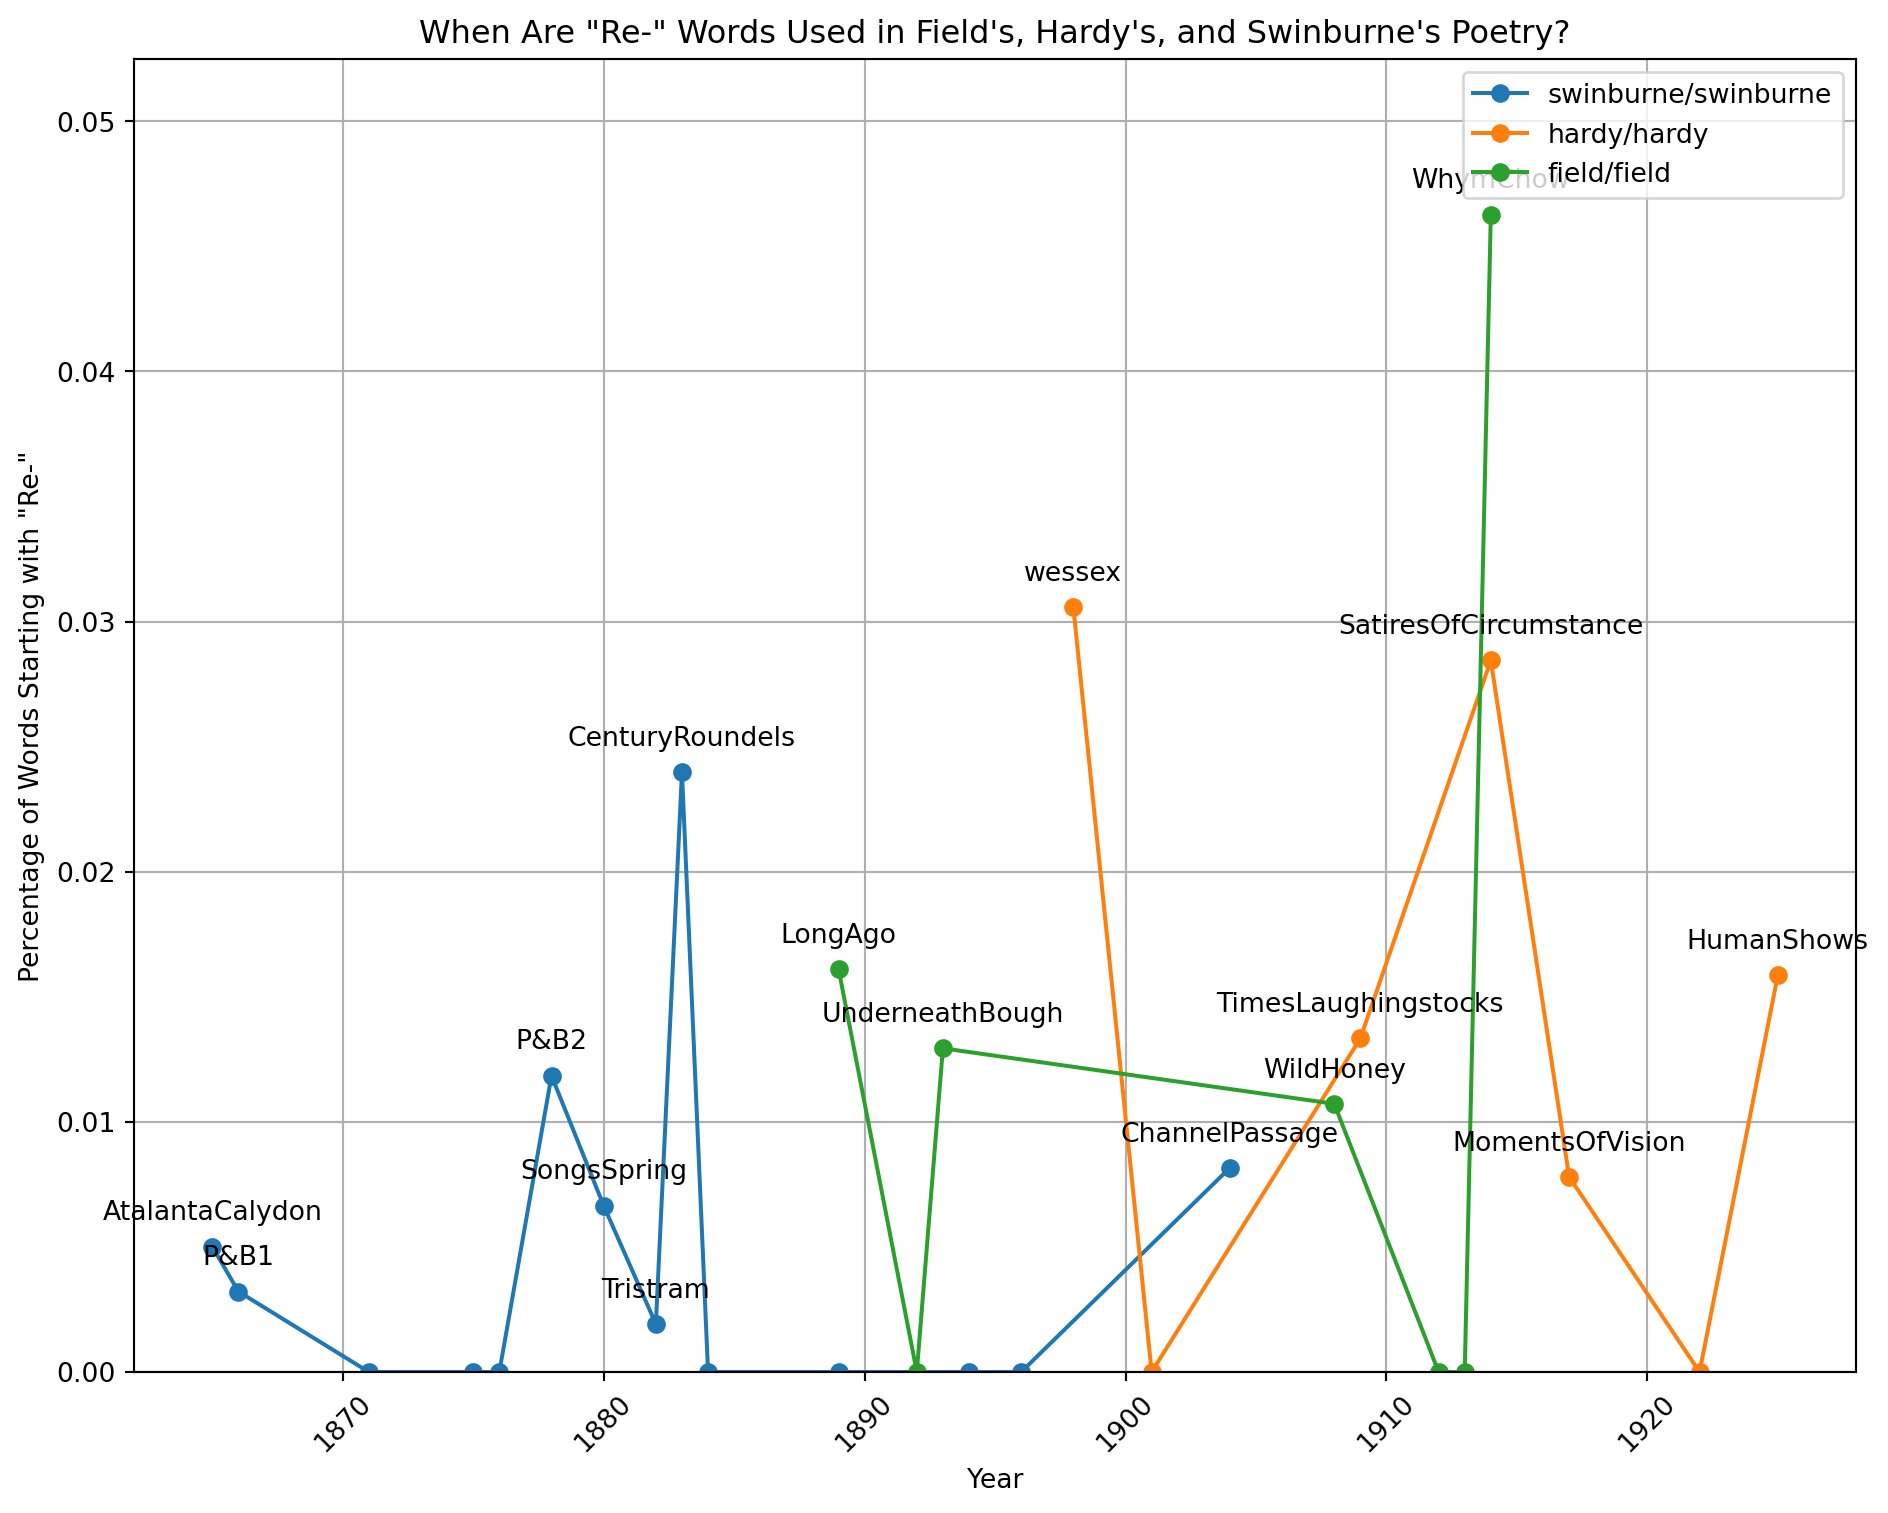 When Are "Re-" Words Used in Field's, Hardy's, and Swinburne's Poetry?
swinburne/swinburne
hardy/hardy
field/field
WhymChow
wessex
SatiresOfCircumstance
CenturyRoundels
LongAgo
HumanShows
UnderneathBough
TimesLaughingstocks
P&B2
WildHoney
ChannelPassage
MomentsOfVision
SongsSpring
AtalantaCalydon
P&B1
Tristram
0.05
0.04
0.03
0.02
0.01
0.00
Percentage of Words Starting with "Re-"
1870
1880
1890
1900
1910
1920
Year